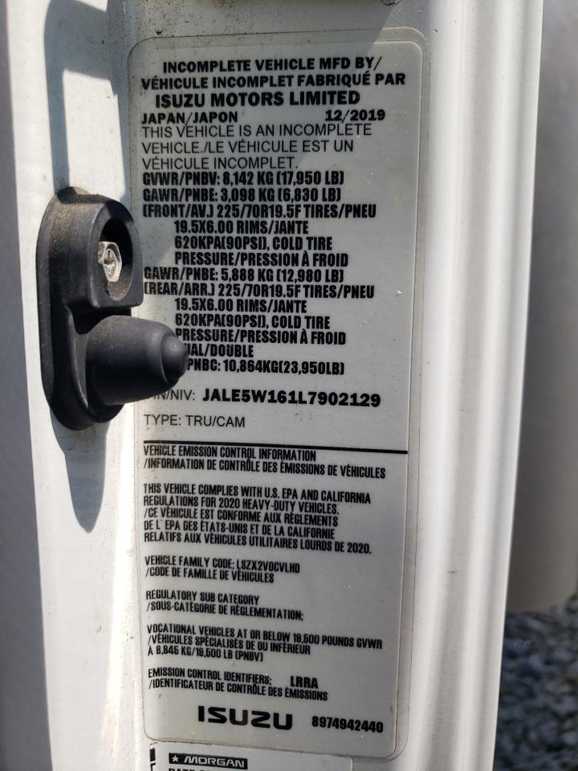 INCOMPLETE VEHICLE MFD BY/
VÉHICULE INCOMPLET FABRIQUÉ PAR
ISUZU MOTORS LIMITED
JAPAN/JAPON 12/2019
THIS VEHICLE IS AN INCOMPLETE
VEHICLE./LE VÉHICULE EST UN
VÉHICULE INCOMPLET.
GVWR/PNBV: 8,142 KG (17,950 LB)
GAWR/PNBE: 3,098 KG (6,830 LB)
(FRONT/AV.) 225/70R19.5F TIRES/PNEU
19.5X6.00 RIMS/JANTE
620KPA(90PSI), COLD TIRE
PRESSURE/PRESSION À FROID
GAWR/PNBE: 5,888 KG (12,980 LB)
(REAR/ARR.) 225/70R19.5F TIRES/PNEU
19.5X6.00 RIMS/JANTE
620KPA(90PSI), COLD TIRE
PRESSURE/PRESSION À FROID
UAL/DOUBLE
PNBC: 10,864KG(23,950LB)
IN/NIV: JALE5W161L7902129
TYPE: TRU/CAM
VEHICLE EMISSION CONTROL INFORMATION
/INFORMATION DE CONTRÔLE DES ÉMISSIONS DE VÉHICULES
THIS VEHICLE COMPLIES WITH U.S. EPA AND CALIFORNIA
REGULATIONS FOR 2020 HEAVY-DUTY VEHICLES.
/CE VÉHICULE EST CONFORME AUX RÈGLEMENTS
DE L' EPA DES ÉTATS-UNIS ET DE LA CALIFORNIE
RELATIFS AUX VÉHICULES UTILITAIRES LOURDS DE 2020.
VEHICLE FAMILY CODE: LSZX2VOCVLHD
/CODE DE FAMILLE DE VÉHICULES
REGULATORY SUB CATEGORY
/SOUS-CATÉGORIE DE RÉGLEMENTATION:
VOCATIONAL VEHICLES AT OR BELOW 19,500 POUNDS GVWR
/VÉHICULES SPÉCIALISÉS DE OU INFÉRIEUR
À 8,845 KG/19,500 LB (PNBV)
EMISSION CONTROL IDENTIFIERS: LRRA
/IDENTIFICATEUR DE CONTRÔLE DES ÉMISSIONS
ISUZU 8974942440
MORGAN